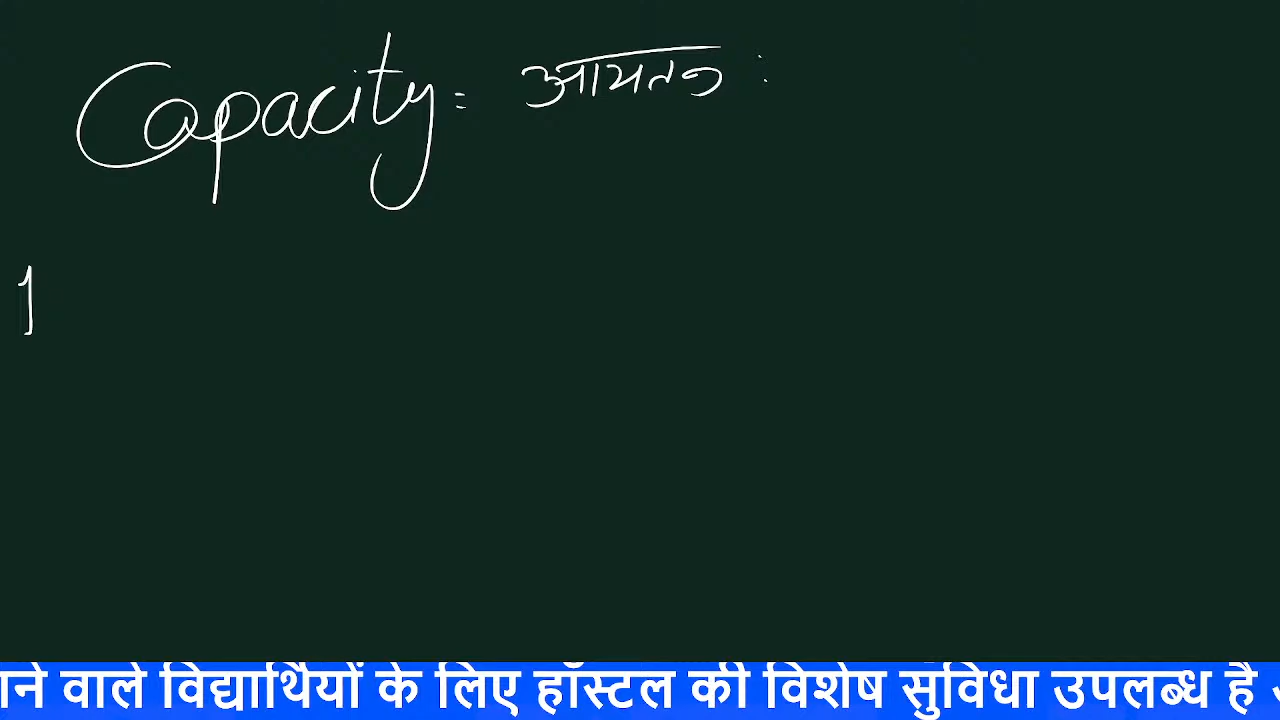 Capacity = आयतन :
1
ाने वाले विद्यार्थियों के लिए हॉस्टल की विशेष सुविधा उपलब्ध है